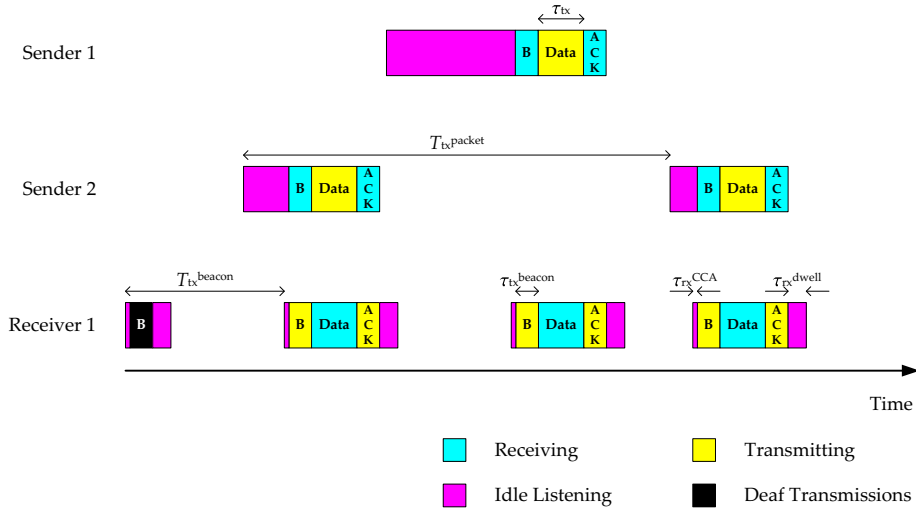 τtx
Sender 1
B
Data
A
C
K
Ttxpacket
Sender 2
B
Data
A
C
K
B
Data
A
C
K
Ttxbeacon
τtxbeacon
τrxCCA
τrxdwell
Receiver 1
B
B
Data
A
C
K
B
Data
A
C
K
B
Data
A
C
K
Time
Receiving
Transmitting
Idle Listening
Deaf Transmissions